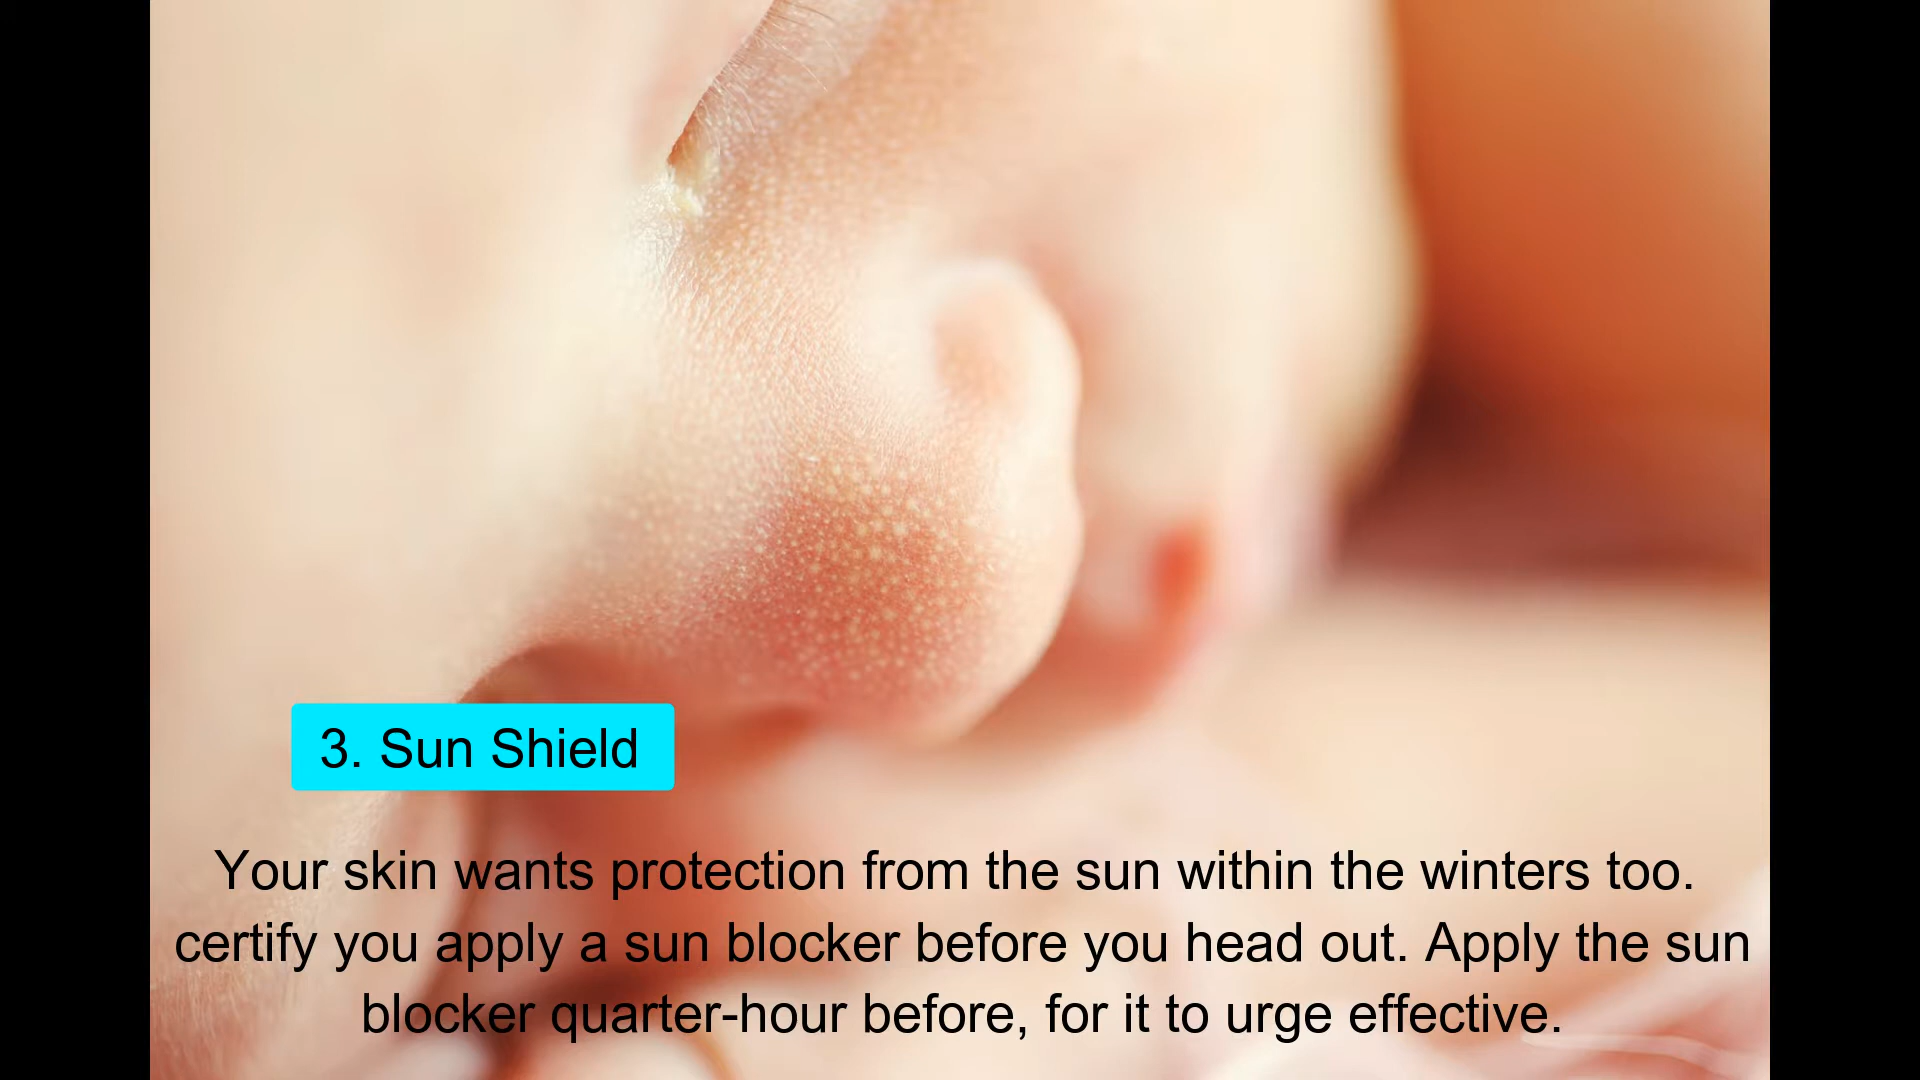 3. Sun Shield
Your skin wants protection from the sun within the winters too.
certify you apply a sun blocker before you head out. Apply the sun
blocker quarter-hour before, for it to urge effective.